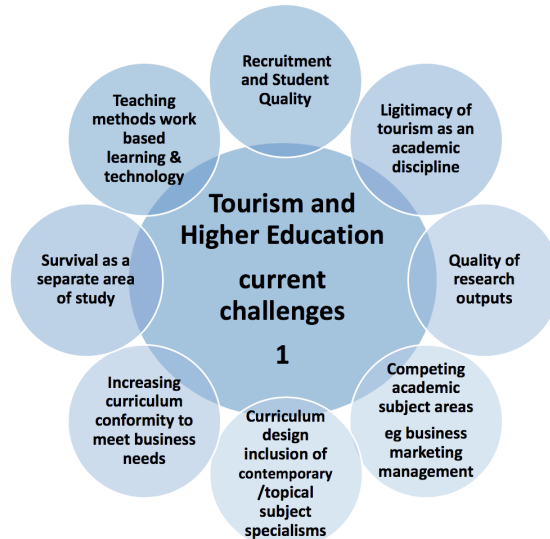 Recruitment
and Student
Quality
Ligitimacy of
tourism as an
academic
discipline
Quality of
research
outputs
Competing
academic
subject areas
eg business
marketing
management
Curriculum
design
inclusion of
contemporary
/topical
subject
specialisms
Increasing
curriculum
conformity to
meet business
needs
Survival as a
separate area
of study
Teaching
methods work
based
learning &
technology
Tourism and
Higher Education
current
challenges
1